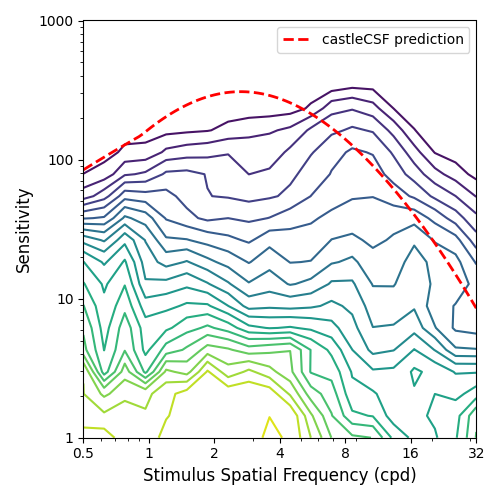 1000
castleCSF prediction
100
Sensitivity
10
1
0.5 1 2 4 8 16 32
Stimulus Spatial Frequency (cpd)